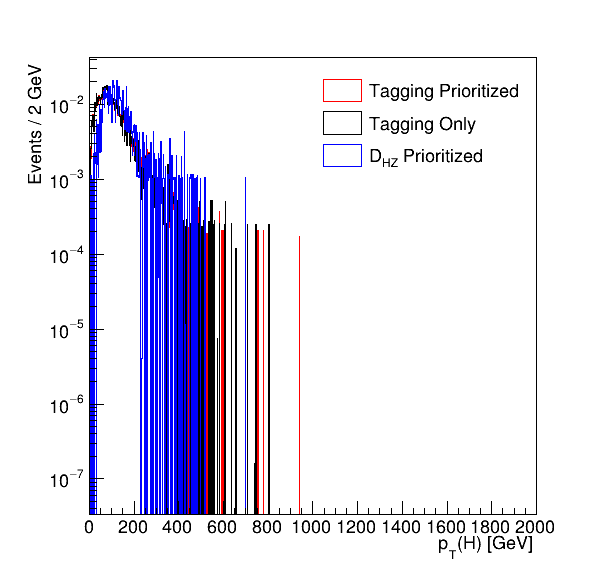 Events / 2 GeV
10⁻²
10⁻³
10⁻⁴
10⁻⁵
10⁻⁶
10⁻⁷
Tagging Prioritized
Tagging Only
D_HZ Prioritized
0 200 400 600 800 1000 1200 1400 1600 1800 2000
p_T(H) [GeV]